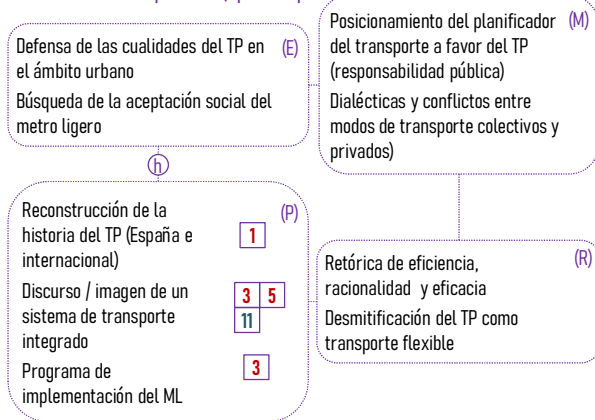 Defensa de las cualidades del TP en (E)
el ámbito urbano
Búsqueda de la aceptación social del
metro ligero
Posicionamiento del planificador (M)
del transporte a favor del TP
(responsabilidad pública)
Dialécticas y conflictos entre
modos de transporte colectivos y
privados)
h
Reconstrucción de la (P)
historia del TP (España e 1
internacional)
Discurso / imagen de un 3 5
sistema de transporte 11
integrado
Programa de 3
implementación del ML
Retórica de eficiencia, (R)
racionalidad y eficacia
Desmitificación del TP como
transporte flexible